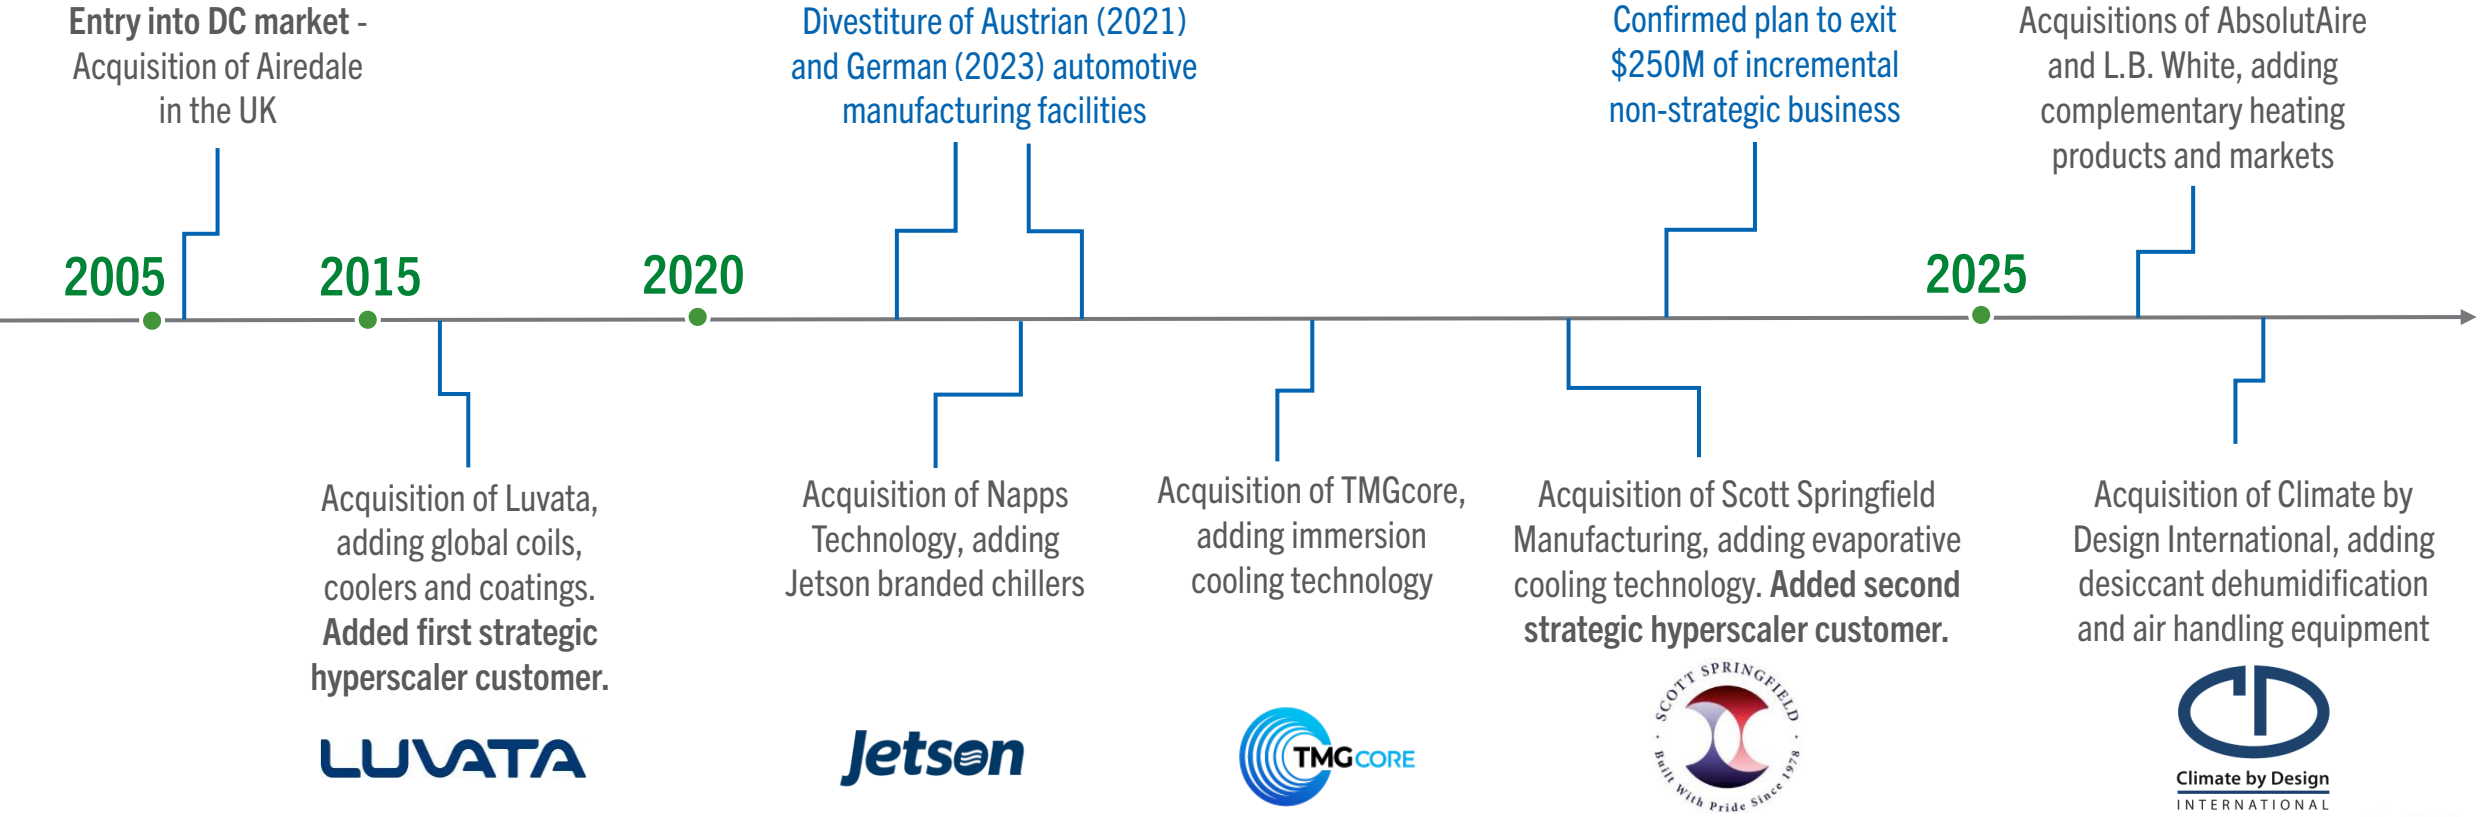 Entry into DC market -
Acquisition of Airedale
in the UK
Divestiture of Austrian (2021)
and German (2023) automotive
manufacturing facilities
Confirmed plan to exit
$250M of incremental
non-strategic business
Acquisitions of AbsolutAire
and L.B. White, adding
complementary heating
products and markets
2005
2015
2020
2025
Acquisition of Luvata,
adding global coils,
coolers and coatings.
Added first strategic
hyperscaler customer.
LUVATA
Acquisition of Napps
Technology, adding
Jetson branded chillers
Jetson
Acquisition of TMGcore,
adding immersion
cooling technology
TMGCORE
Acquisition of Scott Springfield
Manufacturing, adding evaporative
cooling technology. Added second
strategic hyperscaler customer.
SCOTT SPRINGFIELD
Built With Pride Since 1978
Acquisition of Climate by
Design International, adding
desiccant dehumidification
and air handling equipment
Climate by Design
INTERNATIONAL